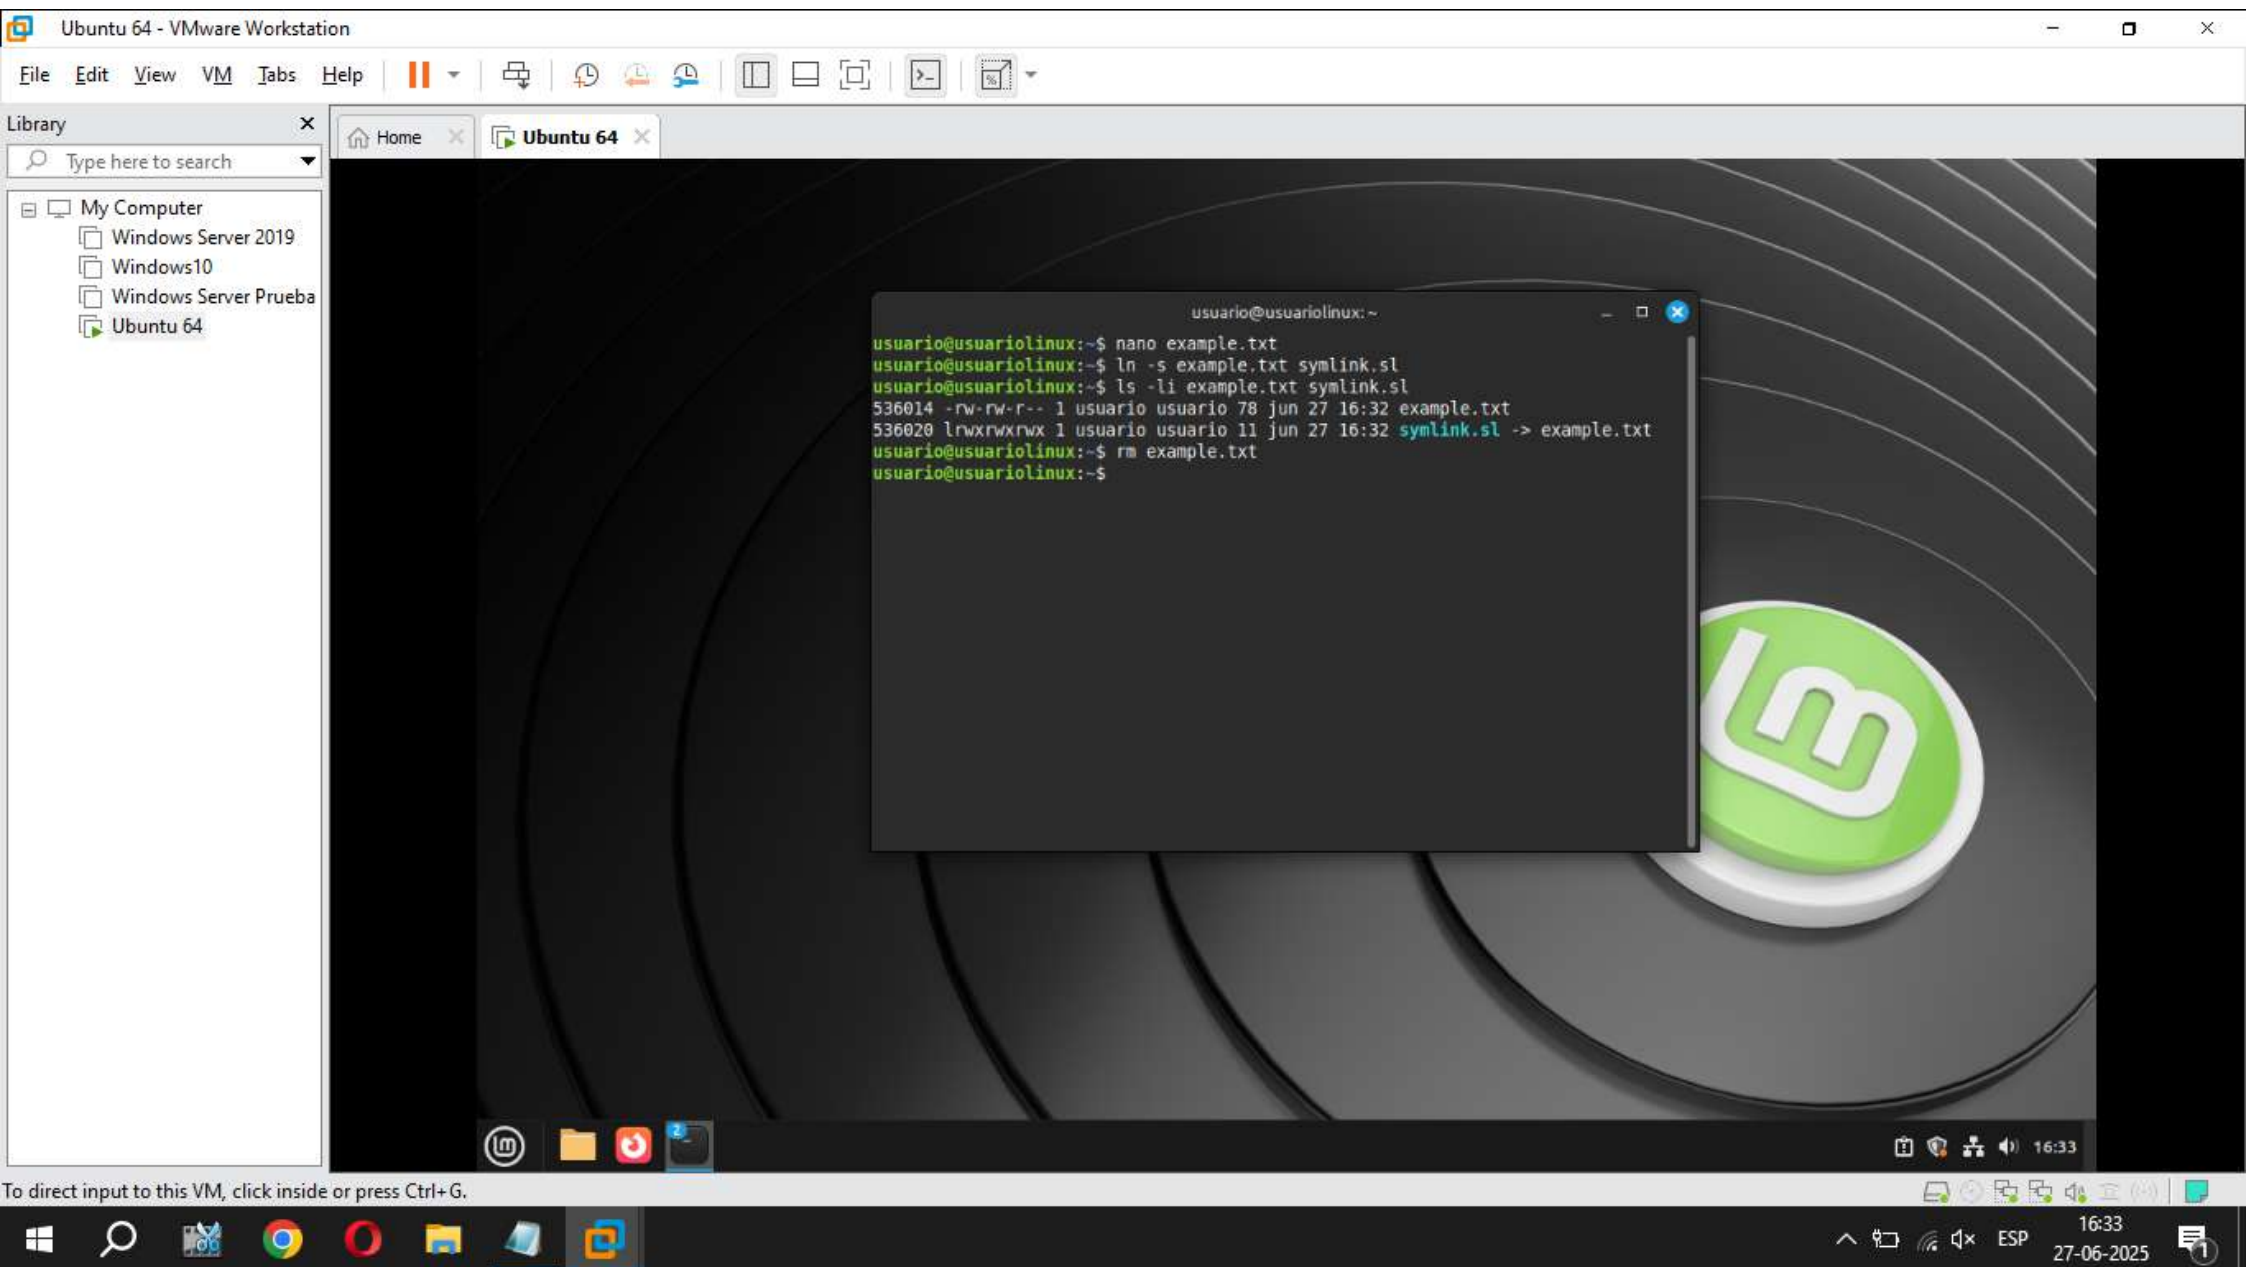 Ubuntu 64 - VMware Workstation
File Edit View VM Tabs Help
Library
Type here to search
My Computer
Windows Server 2019
Windows10
Windows Server Prueba
Ubuntu 64
Home
Ubuntu 64
usuario@usuariolinux: ~
usuario@usuariolinux:~$ nano example.txt
usuario@usuariolinux:~$ ln -s example.txt symlink.sl
usuario@usuariolinux:~$ ls -li example.txt symlink.sl
536014 -rw-rw-r-- 1 usuario usuario 78 jun 27 16:32 example.txt
536020 lrwxrwxrwx 1 usuario usuario 11 jun 27 16:32 symlink.sl -> example.txt
usuario@usuariolinux:~$ rm example.txt
usuario@usuariolinux:~$
2
16:33
To direct input to this VM, click inside or press Ctrl+G.
ESP
16:33
27-06-2025
1